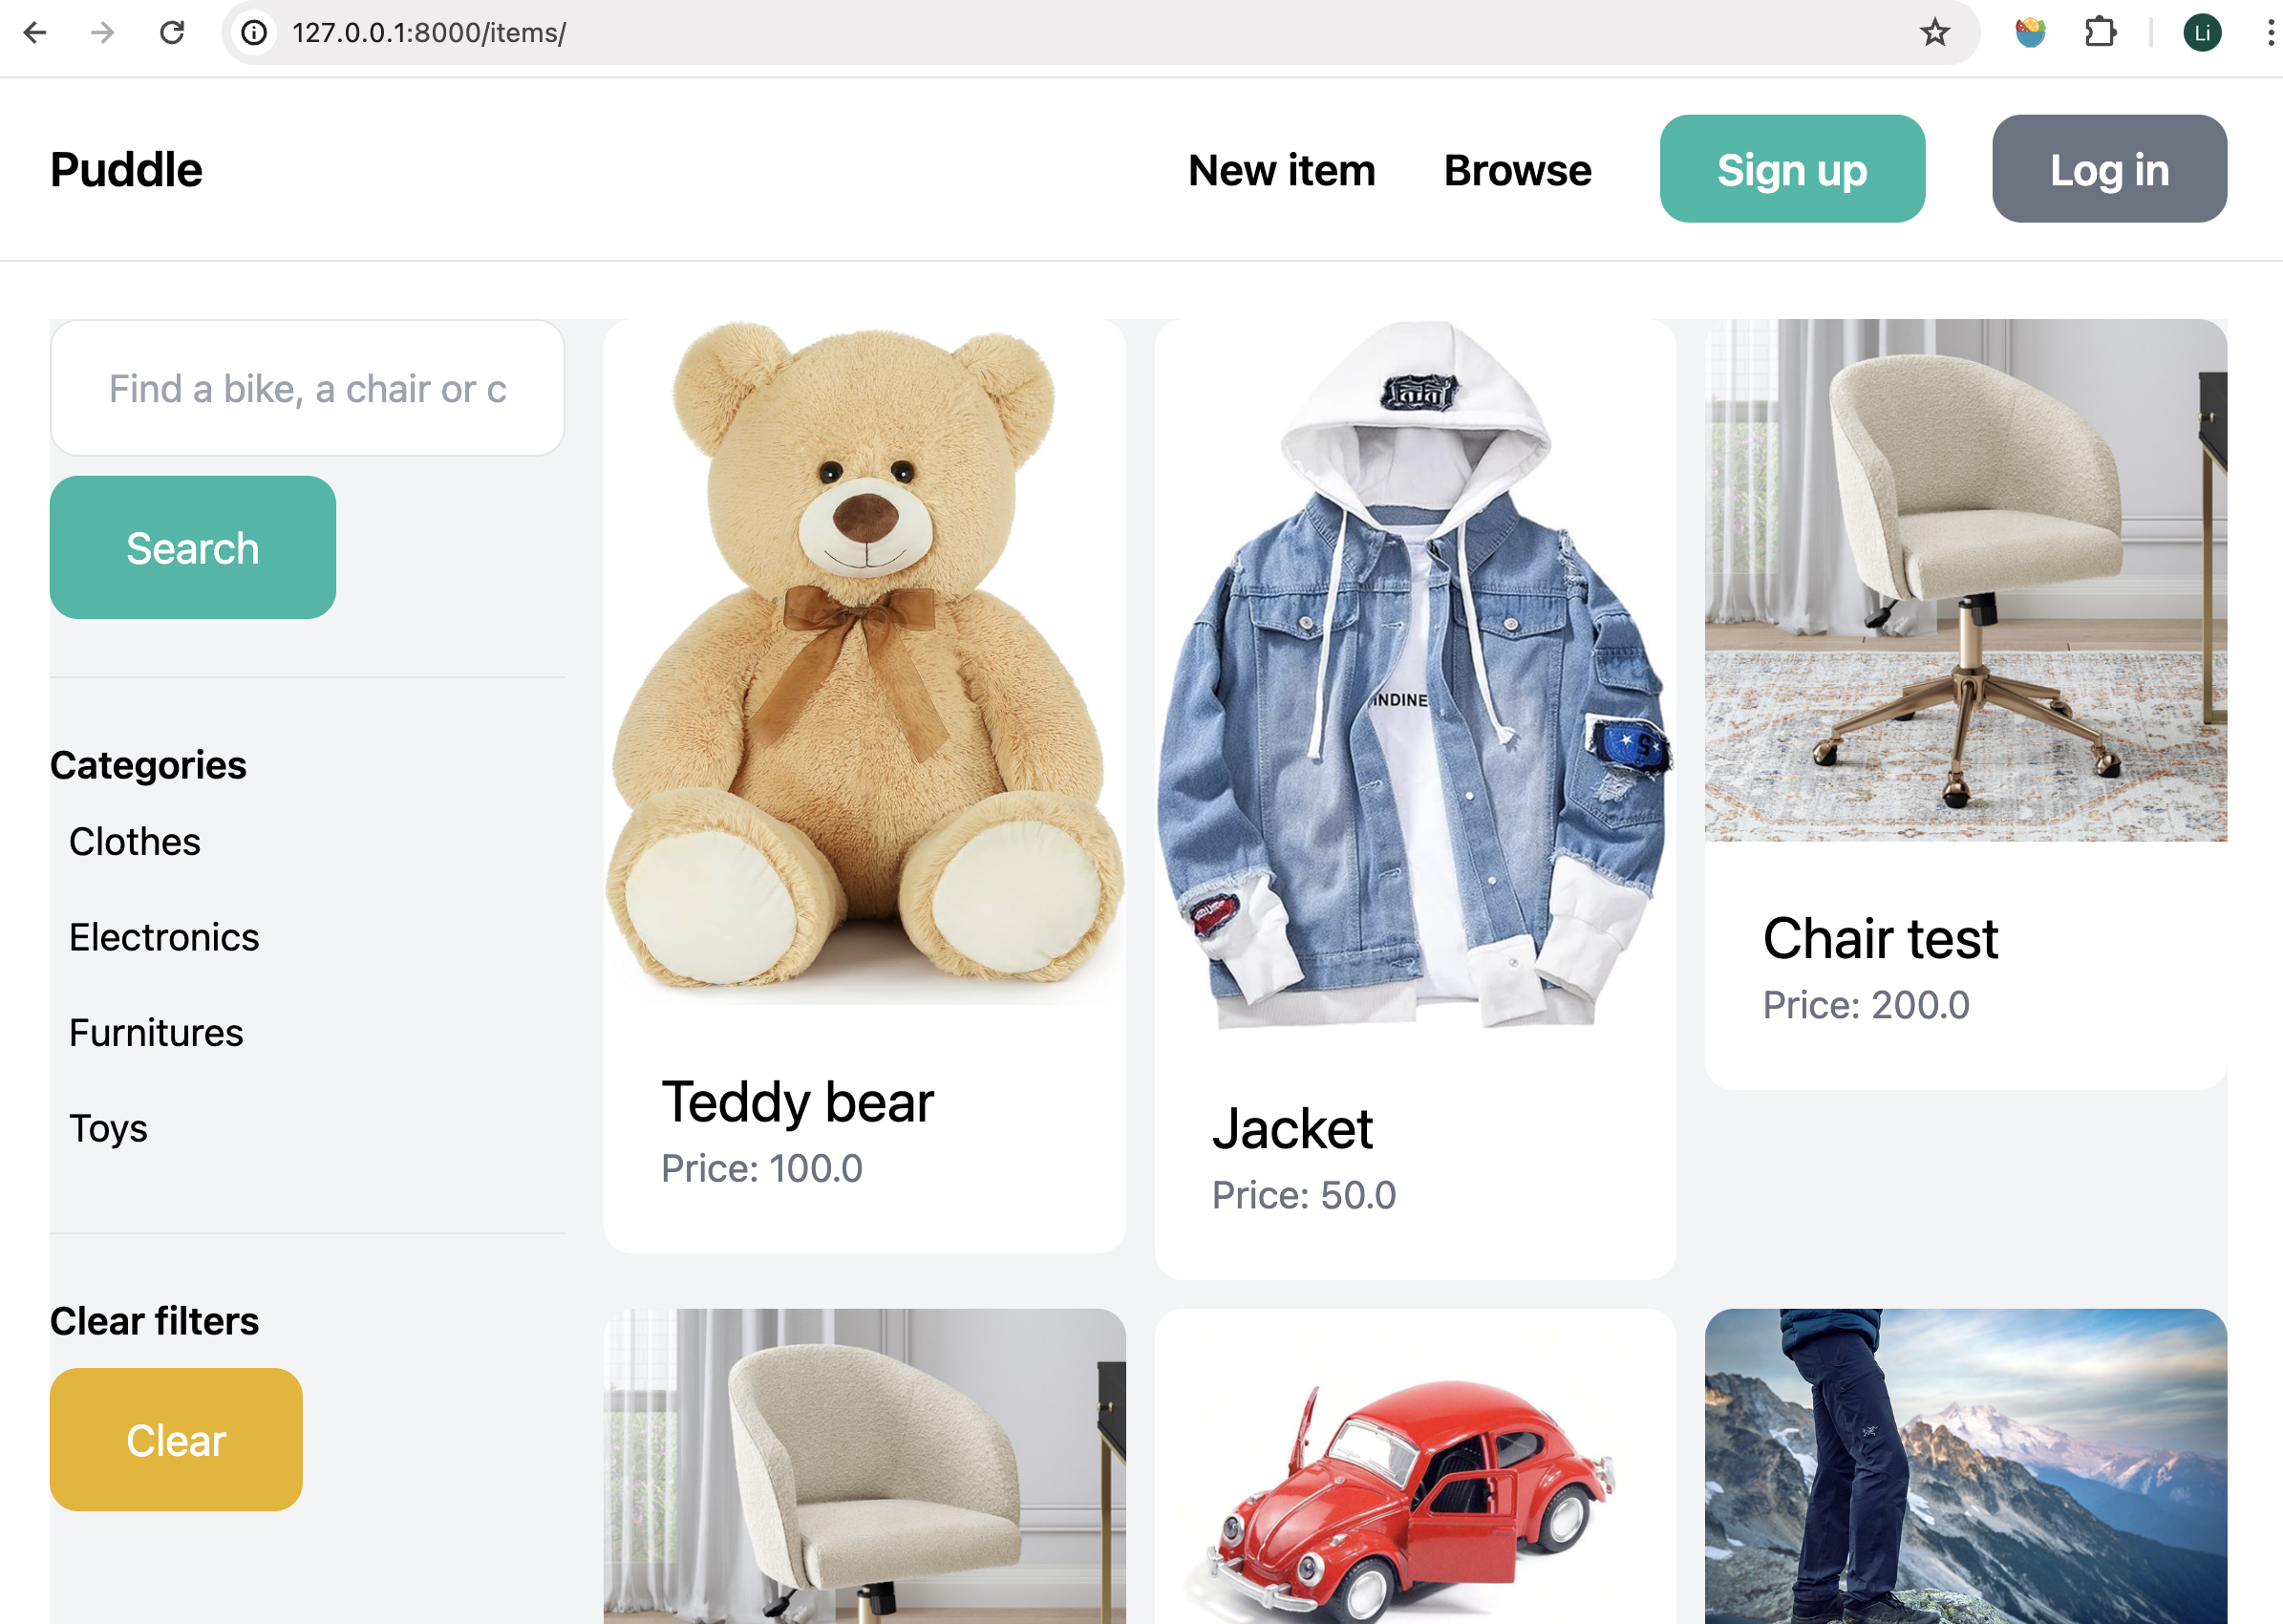 127.0.0.1:8000/items/
Li
Puddle
New item
Browse
Sign up
Log in
Find a bike, a chair or c
Search
Categories
Clothes
Electronics
Furnitures
Toys
Clear filters
Clear
INDINE
Teddy bear
Price: 100.0
Jacket
Price: 50.0
Chair test
Price: 200.0